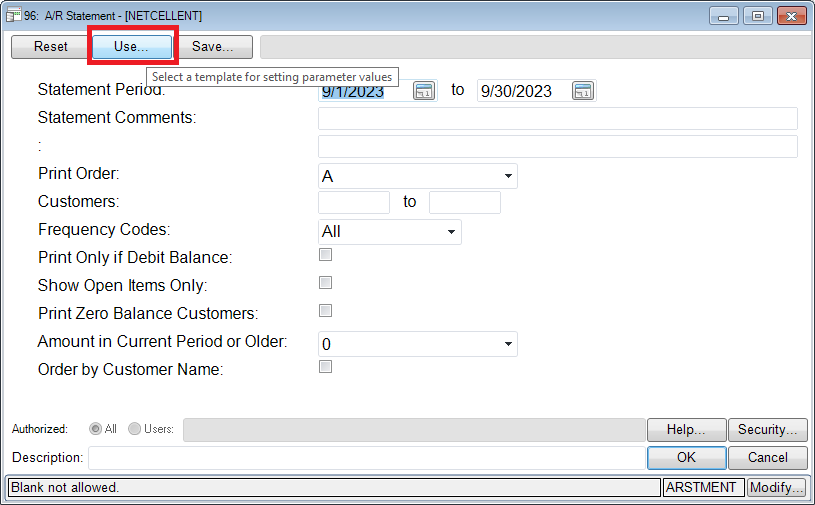 96: A/R Statement - [NETCELLENT]
Reset Use... Save...
Select a template for setting parameter values
Statement Period: 9/1/2023 to 9/30/2023
Statement Comments:
:
Print Order: A
Customers: to
Frequency Codes: All
Print Only if Debit Balance:
Show Open Items Only:
Print Zero Balance Customers:
Amount in Current Period or Older: 0
Order by Customer Name:
Authorized: All Users: Help... Security...
Description: OK Cancel
Blank not allowed. ARSTMENT Modify...